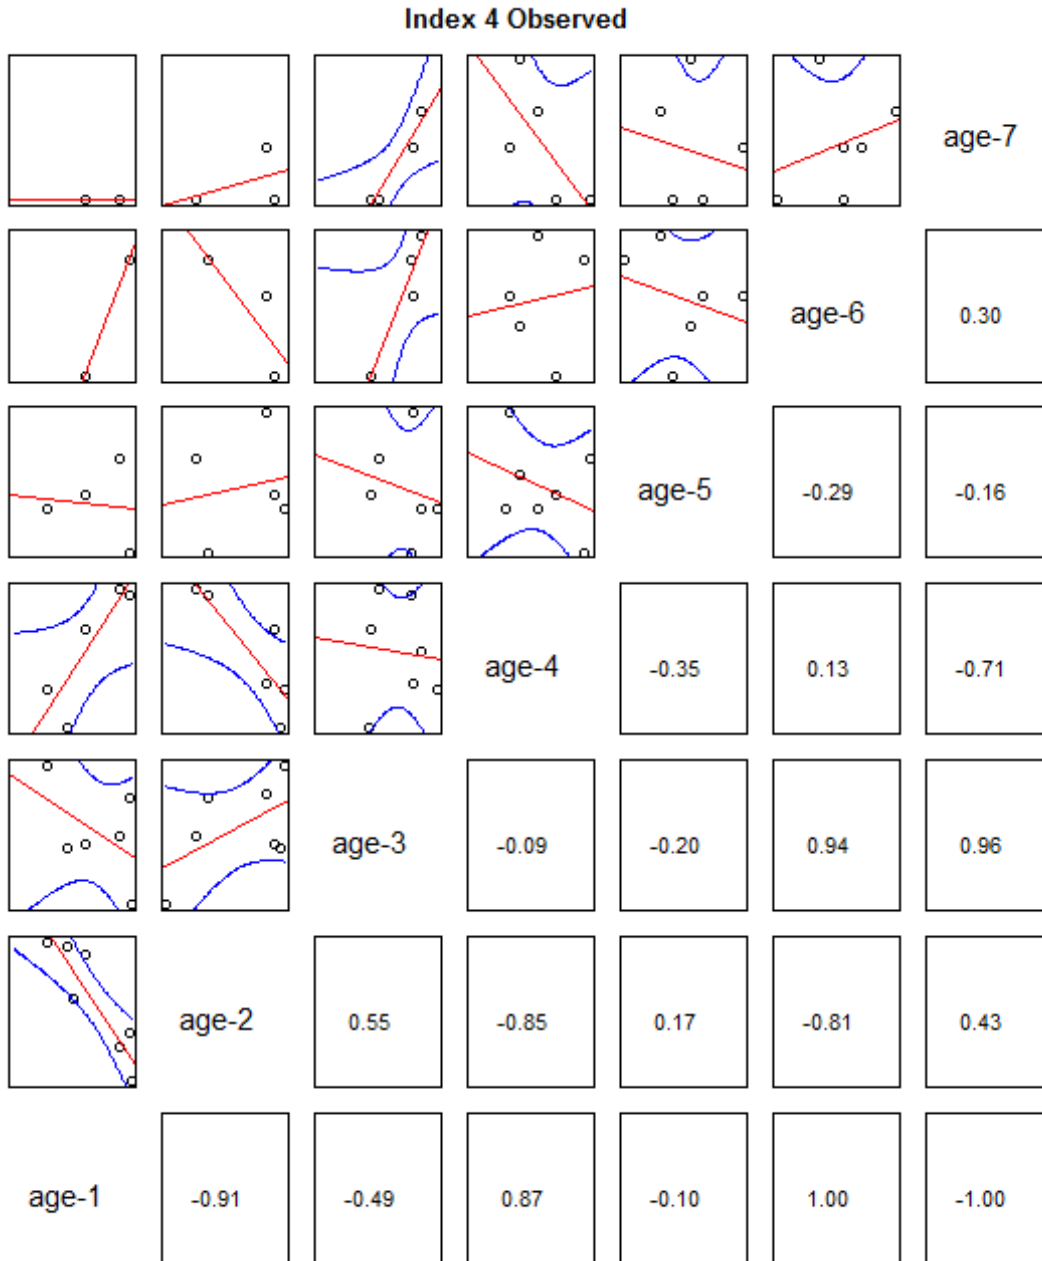 Index 4 Observed
age-7
age-6 0.30
age-5 -0.29 -0.16
age-4 -0.35 0.13 -0.71
age-3 -0.09 -0.20 0.94 0.96
age-2 0.55 -0.85 0.17 -0.81 0.43
age-1 -0.91 -0.49 0.87 -0.10 1.00 -1.00